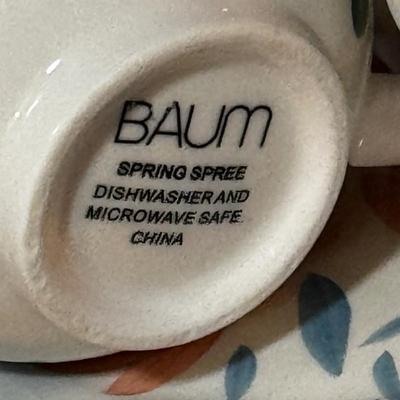 BAUM
SPRING SPREE
DISHWASHER AND
MICROWAVE SAFE
CHINA